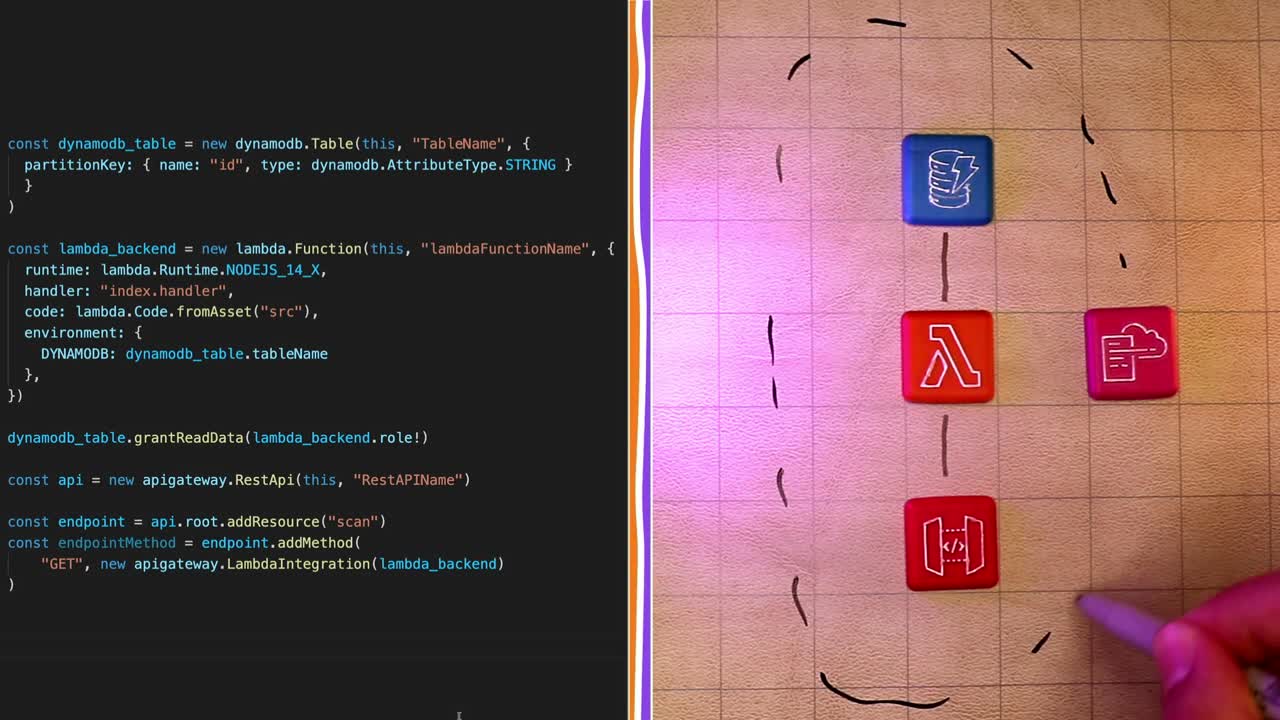 const dynamodb_table = new dynamodb.Table(this, "TableName", {
  partitionKey: { name: "id", type: dynamodb.AttributeType.STRING }
  }
)
const lambda_backend = new lambda.Function(this, "lambdaFunctionName", {
  runtime: lambda.Runtime.NODEJS_14_X,
  handler: "index.handler",
  code: lambda.Code.fromAsset("src"),
  environment: {
    DYNAMODB: dynamodb_table.tableName
  },
})
dynamodb_table.grantReadData(lambda_backend.role!)
const api = new apigateway.RestApi(this, "RestAPIName")
const endpoint = api.root.addResource("scan")
const endpointMethod = endpoint.addMethod(
    "GET", new apigateway.LambdaIntegration(lambda_backend)
)
λ
</>